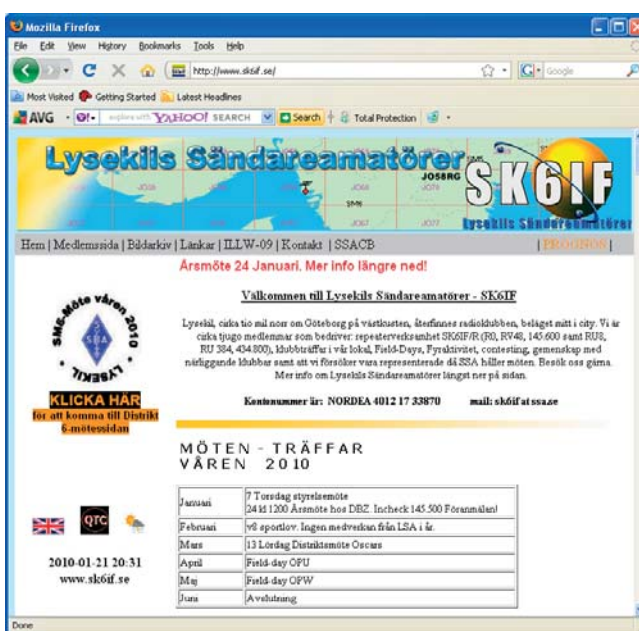 Mozilla Firefox
File Edit View History Bookmarks Tools Help
http://www.sk6if.se/
G Google
Most Visited Getting Started Latest Headlines
AVG Y! explore with YAHOO! SEARCH Search Total Protection
Lysekils Sändareamatörer
JO58RG
SM6
SK6IF
Lysekils Sändareamatörer
Hem | Medlemssida | Bildarkiv | Länkar | ILLW-09 | Kontakt | SSACB | PROGNOS |
Årsmöte 24 Januari. Mer info längre ned!
SM6-Möte våren 2010
SSA
LYSEKIL
KLICKA HÄR
för att komma till Distrikt
6-mötessidan
Välkommen till Lysekils Sändareamatörer - SK6IF
Lysekil, cirka tio mil norr om Göteborg på västkusten, återfinnes radioklubben, beläget mitt i city. Vi är
cirka tjugo medlemmar som bedriver: repeaterverksamhet SK6IF/R (R0, RV48, 145.600 samt RU8,
RU 384, 434.800), klubbträffar i vår lokal, Field-Days, Fyraktivitet, contesting, gemenskap med
närliggande klubbar samt att vi försöker vara representerade då SSA håller möten. Besök oss gärna.
Mer info om Lysekils Sändareamatörer längst ner på sidan.
Kontonummer är: NORDEA 4012 17 33870 mail: sk6if at ssa.se
MÖTEN - TRÄFFAR
VÅREN 2010
Januari 7 Torsdag styrelsemöte
24 kl 1200 Årsmöte hos DBZ. Incheck 145.500 Föranmälan!
Februari v8 sportlov. Ingen medverkan från LSA i år.
Mars 13 Lördag Distriktsmöte Oscars
April Field-day OPU
Maj Field-day OPW
Juni Avslutning
QTC
2010-01-21 20:31
www.sk6if.se
Done